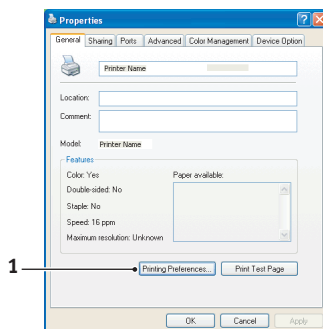 Properties
General Sharing Ports Advanced Color Management Device Option
Printer Name
Location:
Comment:
Model: Printer Name
Features
Color: Yes Paper available:
Double-sided: No
Staple: No
Speed: 16 ppm
Maximum resolution: Unknown
1 Printing Preferences... Print Test Page
OK Cancel Apply